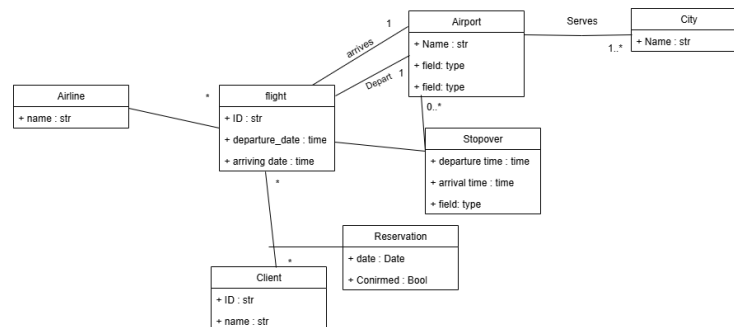 Airport
+ Name : str
+ field: type
+ field: type
Serves
1..*
City
+ Name : str
arrives
1
Depart
1
0..*
Airline
+ name : str
*
flight
+ ID : str
+ departure_date : time
+ arriving date : time
*
Stopover
+ departure time : time
+ arrival time : time
+ field: type
Reservation
+ date : Date
+ Conirmed : Bool
*
Client
+ ID : str
+ name : str